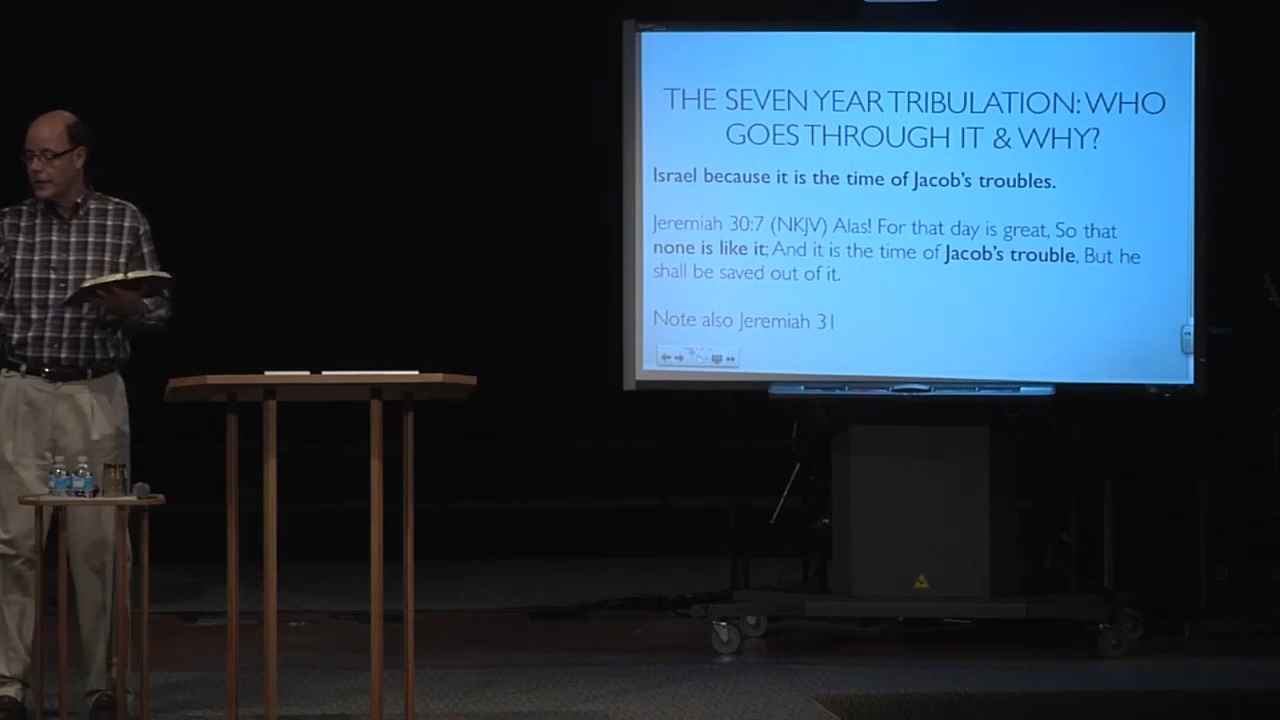 THE SEVEN YEAR TRIBULATION: WHO
GOES THROUGH IT & WHY?
Israel because it is the time of Jacob's troubles.
Jeremiah 30:7 (NKJV) Alas! For that day is great, So that
none is like it; And it is the time of Jacob's trouble, But he
shall be saved out of it.
Note also Jeremiah 31